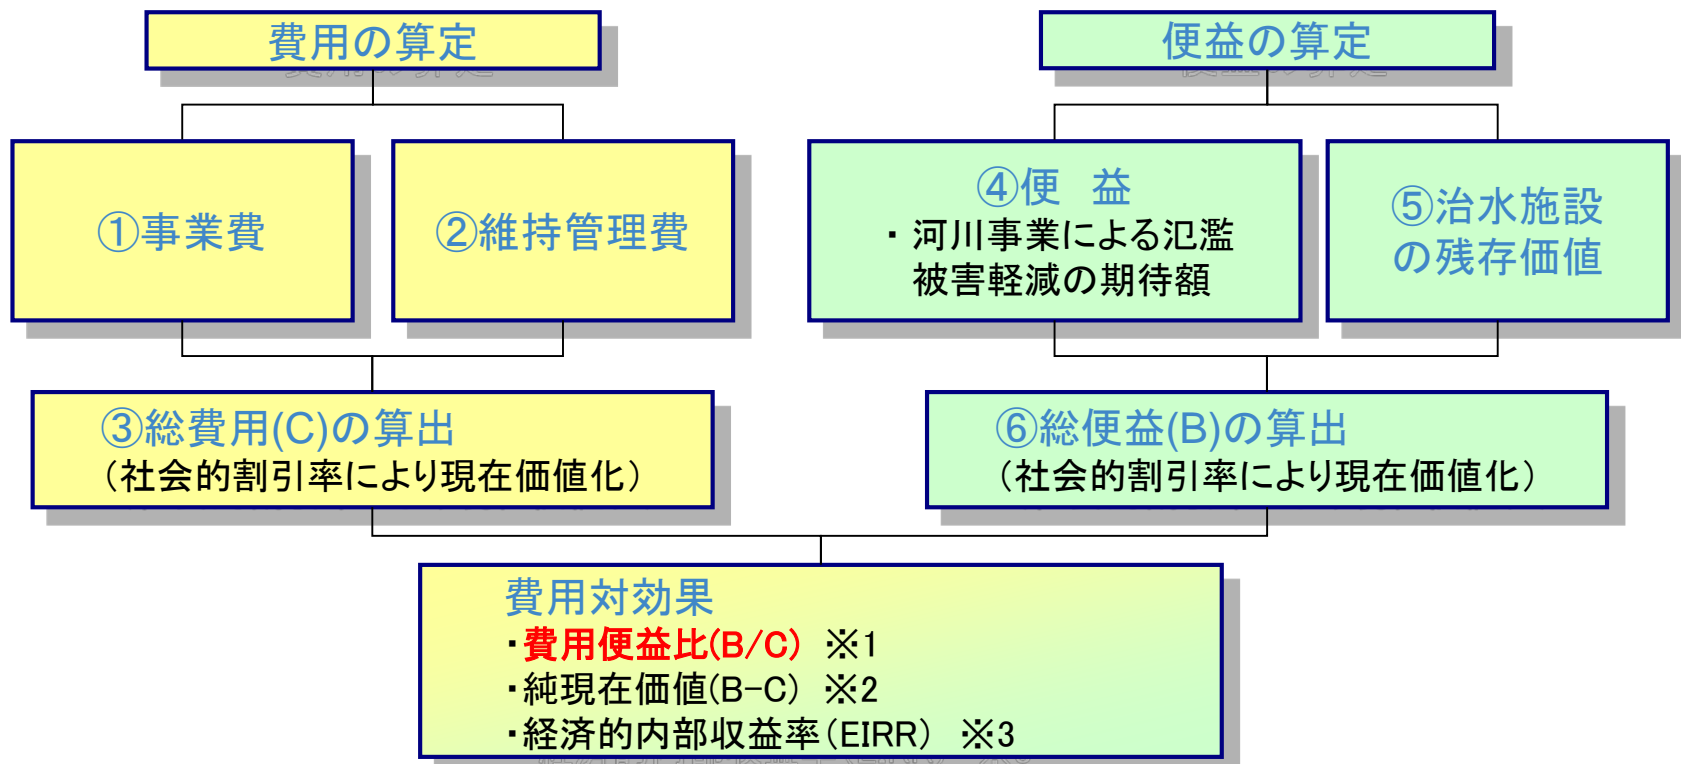 費用の算定
便益の算定
①事業費
②維持管理費
④便　益
・河川事業による氾濫
被害軽減の期待額
⑤治水施設
の残存価値
③総費用(C)の算出
（社会的割引率により現在価値化）
⑥総便益(B)の算出
（社会的割引率により現在価値化）
費用対効果
・費用便益比(B/C) ※1
・純現在価値(B-C) ※2
・経済的内部収益率(EIRR) ※3